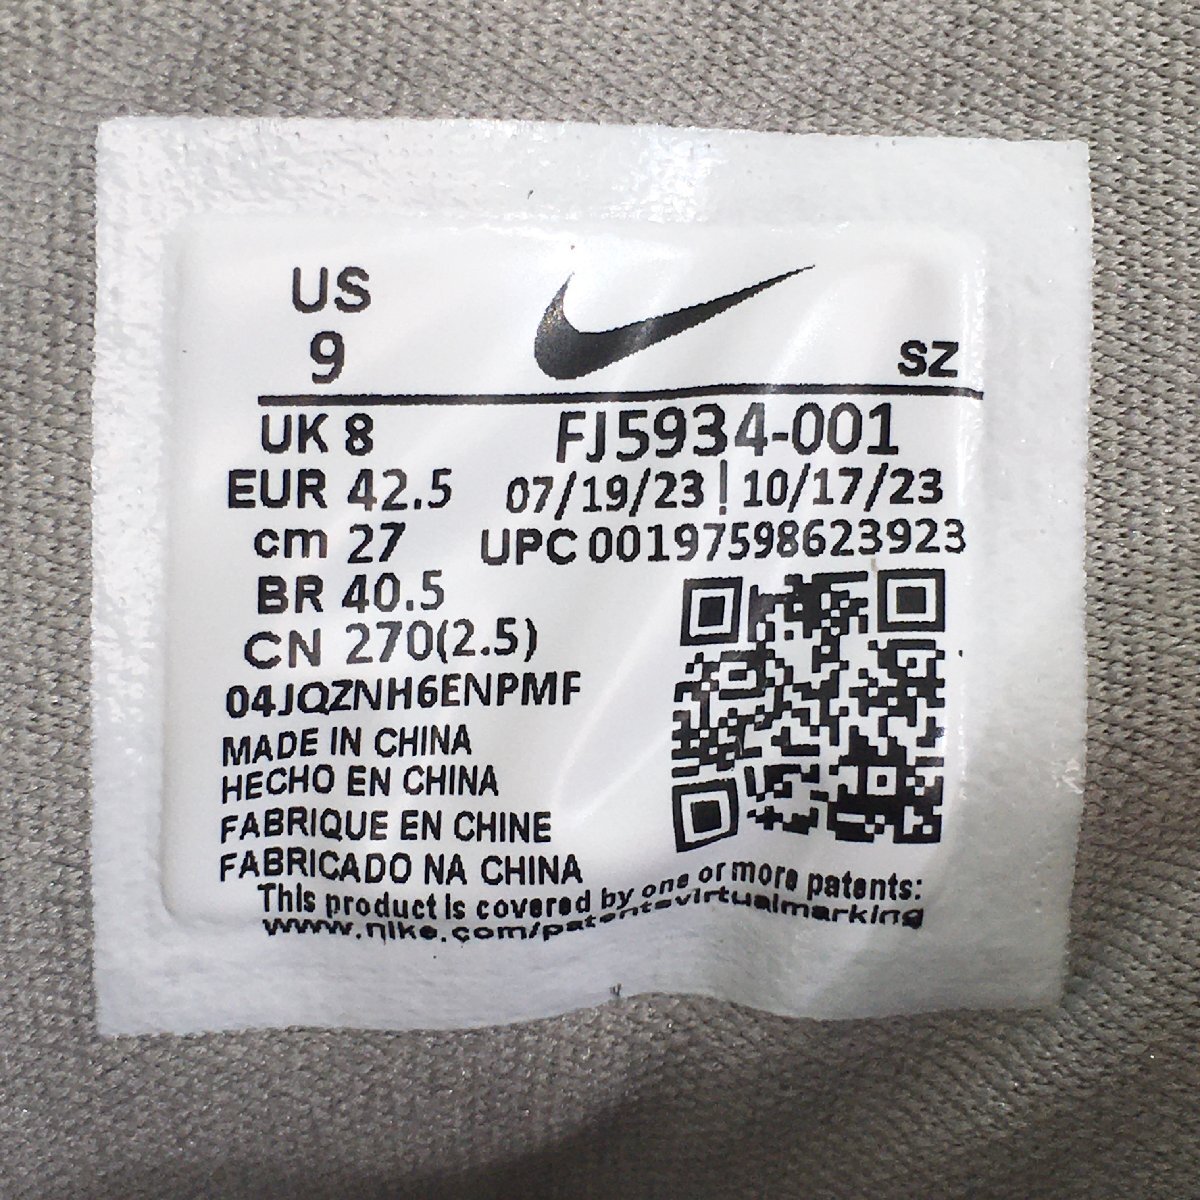 US
9
SZ
UK 8
FJ5934-001
EUR 42.5
07/19/23 | 10/17/23
cm 27
UPC 00197598623923
BR 40.5
CN 270(2.5)
04JQZNH6ENPMF
MADE IN CHINA
HECHO EN CHINA
FABRIQUE EN CHINE
FABRICADO NA CHINA
This product is covered by one or more patents:
www.nike.com/patentsvirtualmarking